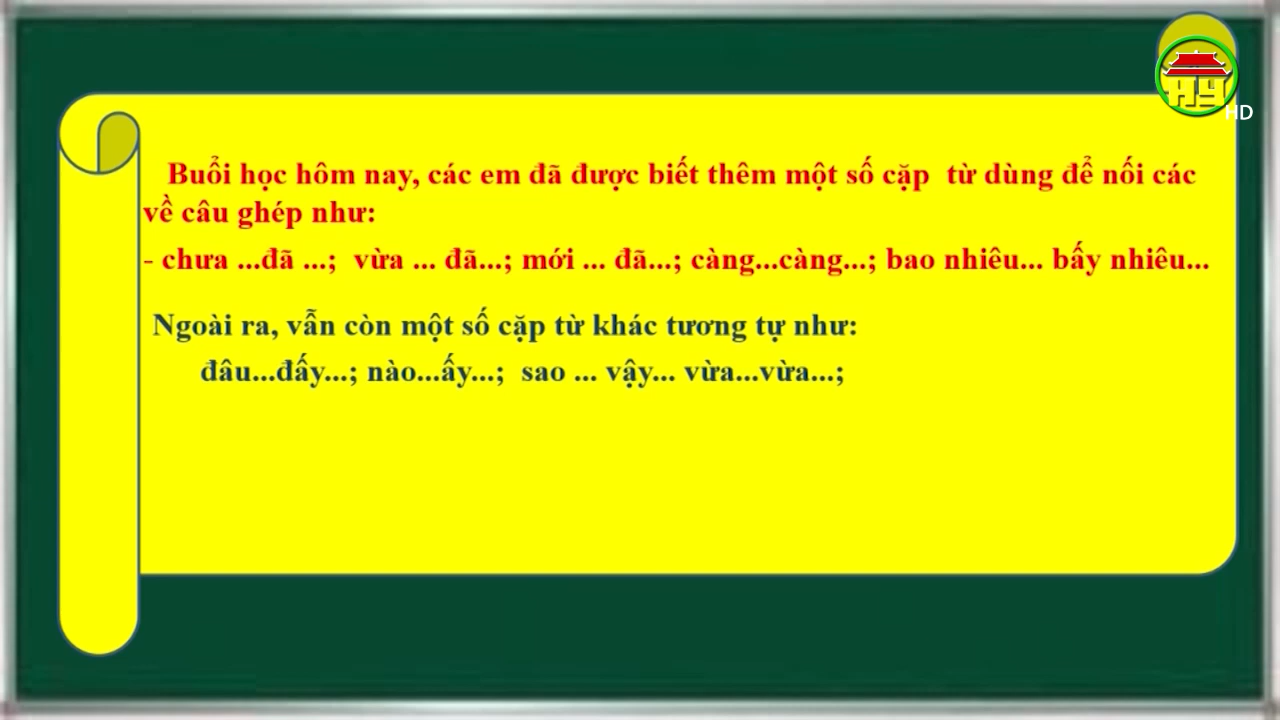 HY
HD
Buổi học hôm nay, các em đã được biết thêm một số cặp  từ dùng để nối các
về câu ghép như:
- chưa ...đã ...;  vừa ... đã...; mới ... đã...; càng...càng...; bao nhiêu... bấy nhiêu...
Ngoài ra, vẫn còn một số cặp từ khác tương tự như:
đâu...đấy...; nào...ấy...;  sao ... vậy... vừa...vừa...;